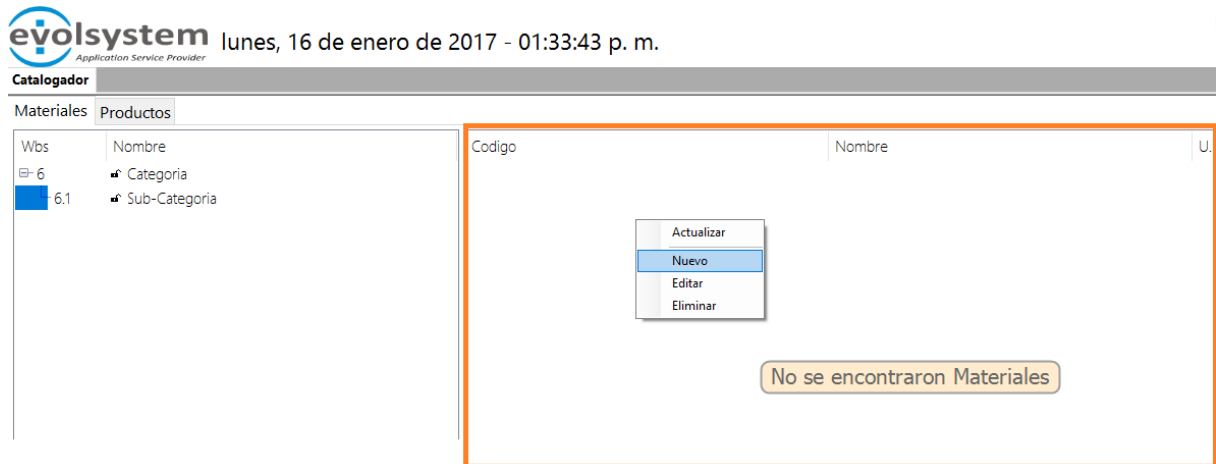 evolsystem
Application Service Provider
lunes, 16 de enero de 2017 - 01:33:43 p. m.
Catalogador
Materiales Productos
Wbs Nombre
6 Categoria
6.1 Sub-Categoria
Codigo Nombre U.
Actualizar
Nuevo
Editar
Eliminar
No se encontraron Materiales